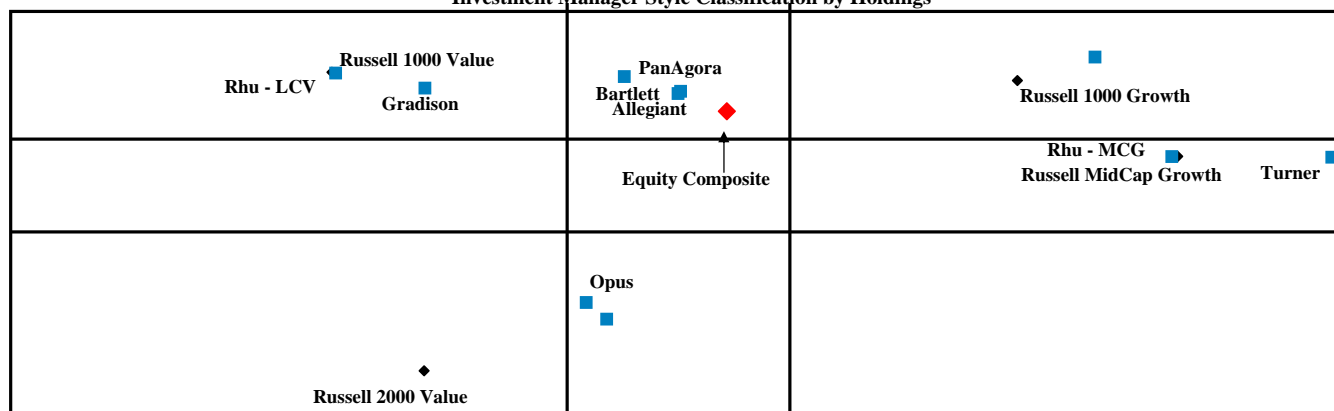 Investment Manager Style Classification by Holdings
Russell 1000 Value
Rhu - LCV
Gradison
PanAgora
Bartlett
Allegiant
Russell 1000 Growth
Equity Composite
Rhu - MCG
Russell MidCap Growth
Turner
Opus
Russell 2000 Value